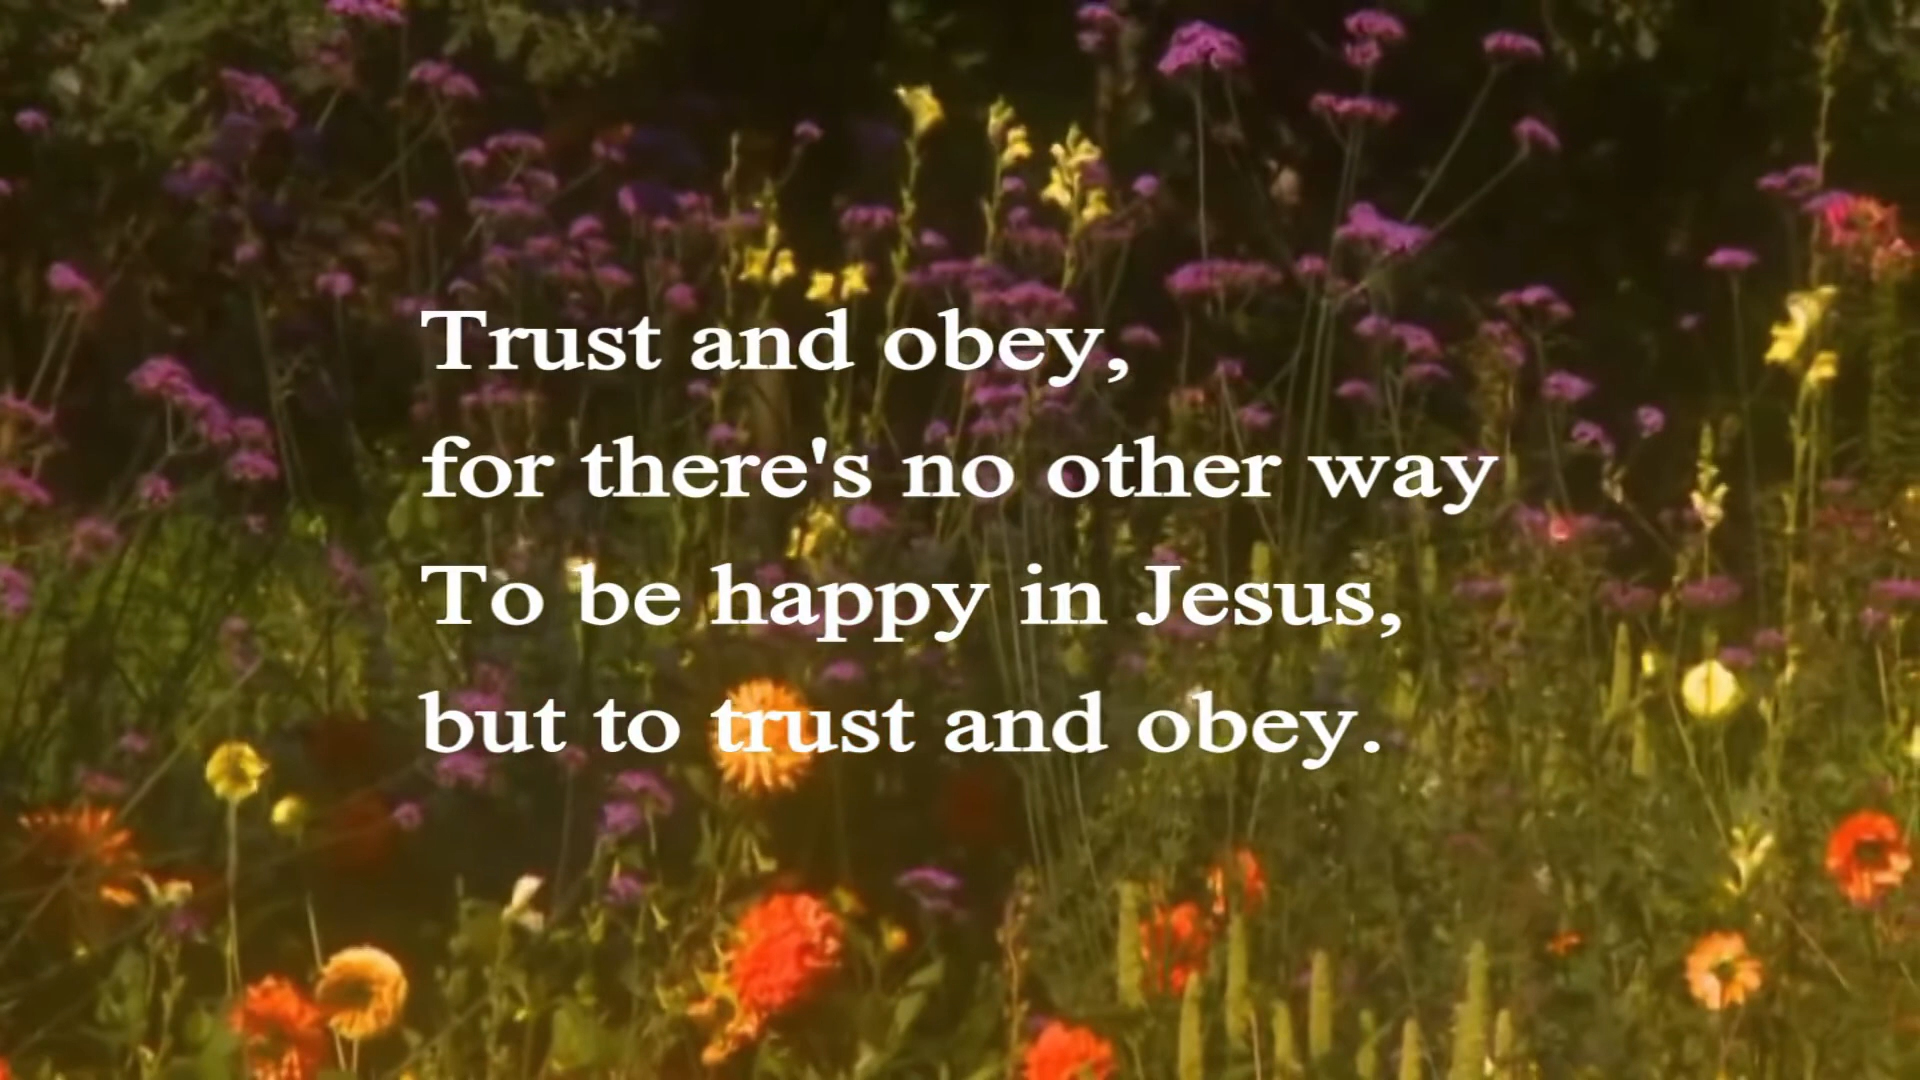 Trust and obey,
for there's no other way
To be happy in Jesus,
but to trust and obey.